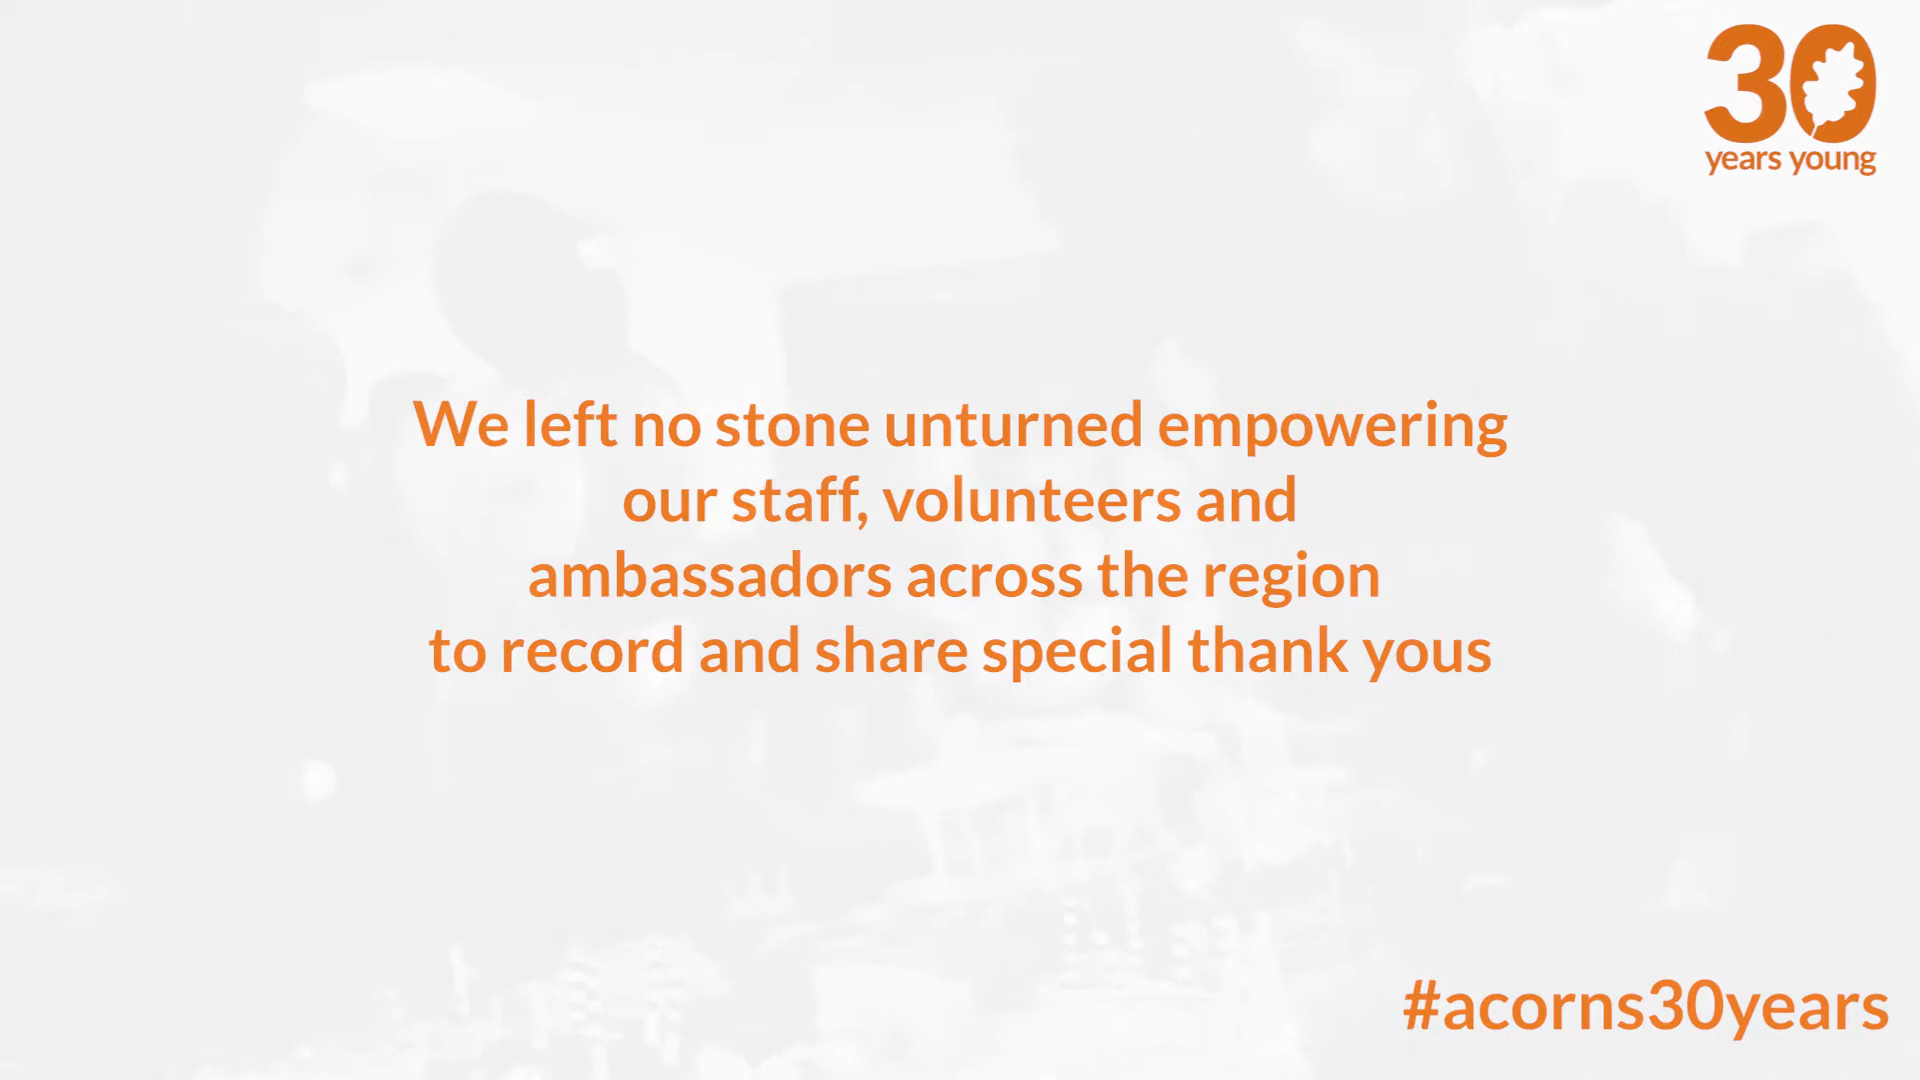 30
years young
We left no stone unturned empowering
our staff, volunteers and
ambassadors across the region
to record and share special thank yous
#acorns30years